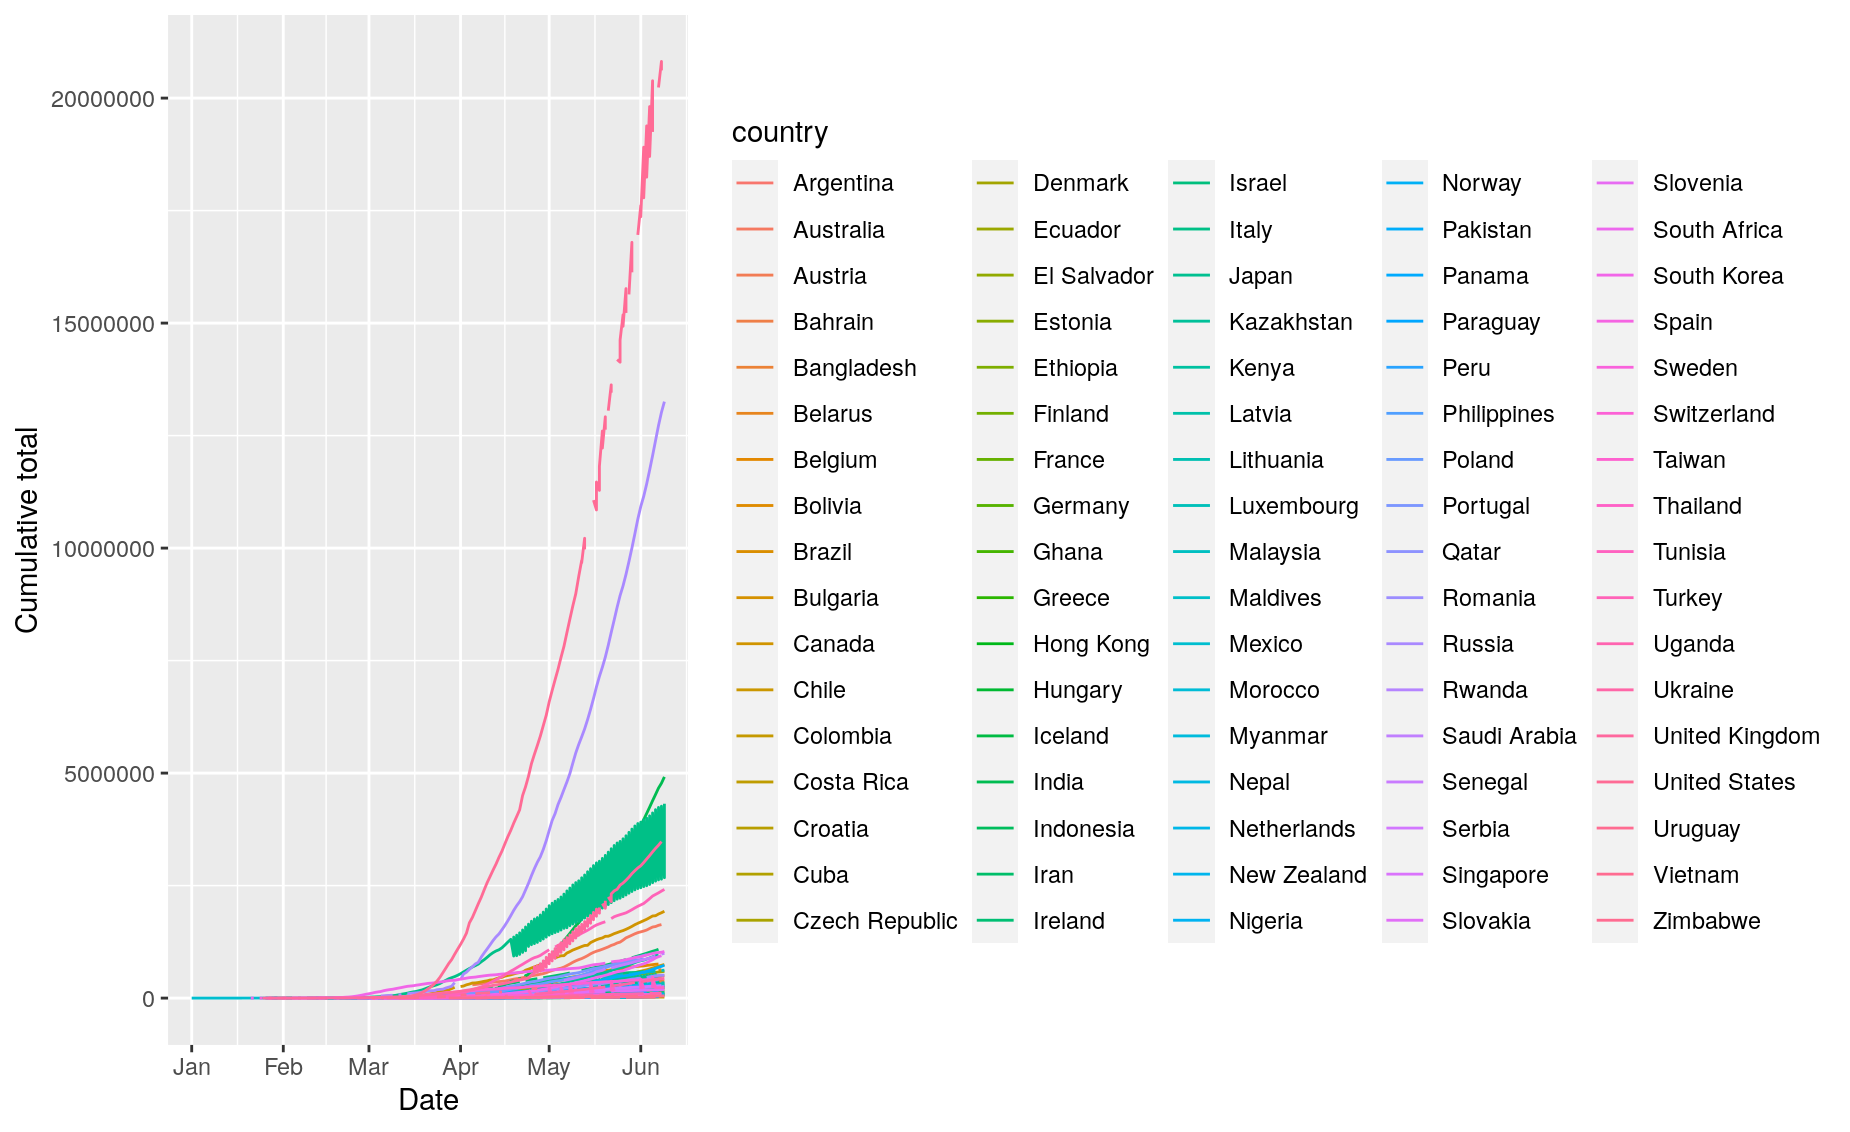 20000000
15000000
10000000
5000000
0
Cumulative total
Jan Feb Mar Apr May Jun
Date
country
Argentina
Australia
Austria
Bahrain
Bangladesh
Belarus
Belgium
Bolivia
Brazil
Bulgaria
Canada
Chile
Colombia
Costa Rica
Croatia
Cuba
Czech Republic
Denmark
Ecuador
El Salvador
Estonia
Ethiopia
Finland
France
Germany
Ghana
Greece
Hong Kong
Hungary
Iceland
India
Indonesia
Iran
Ireland
Israel
Italy
Japan
Kazakhstan
Kenya
Latvia
Lithuania
Luxembourg
Malaysia
Maldives
Mexico
Morocco
Myanmar
Nepal
Netherlands
New Zealand
Nigeria
Norway
Pakistan
Panama
Paraguay
Peru
Philippines
Poland
Portugal
Qatar
Romania
Russia
Rwanda
Saudi Arabia
Senegal
Serbia
Singapore
Slovakia
Slovenia
South Africa
South Korea
Spain
Sweden
Switzerland
Taiwan
Thailand
Tunisia
Turkey
Uganda
Ukraine
United Kingdom
United States
Uruguay
Vietnam
Zimbabwe